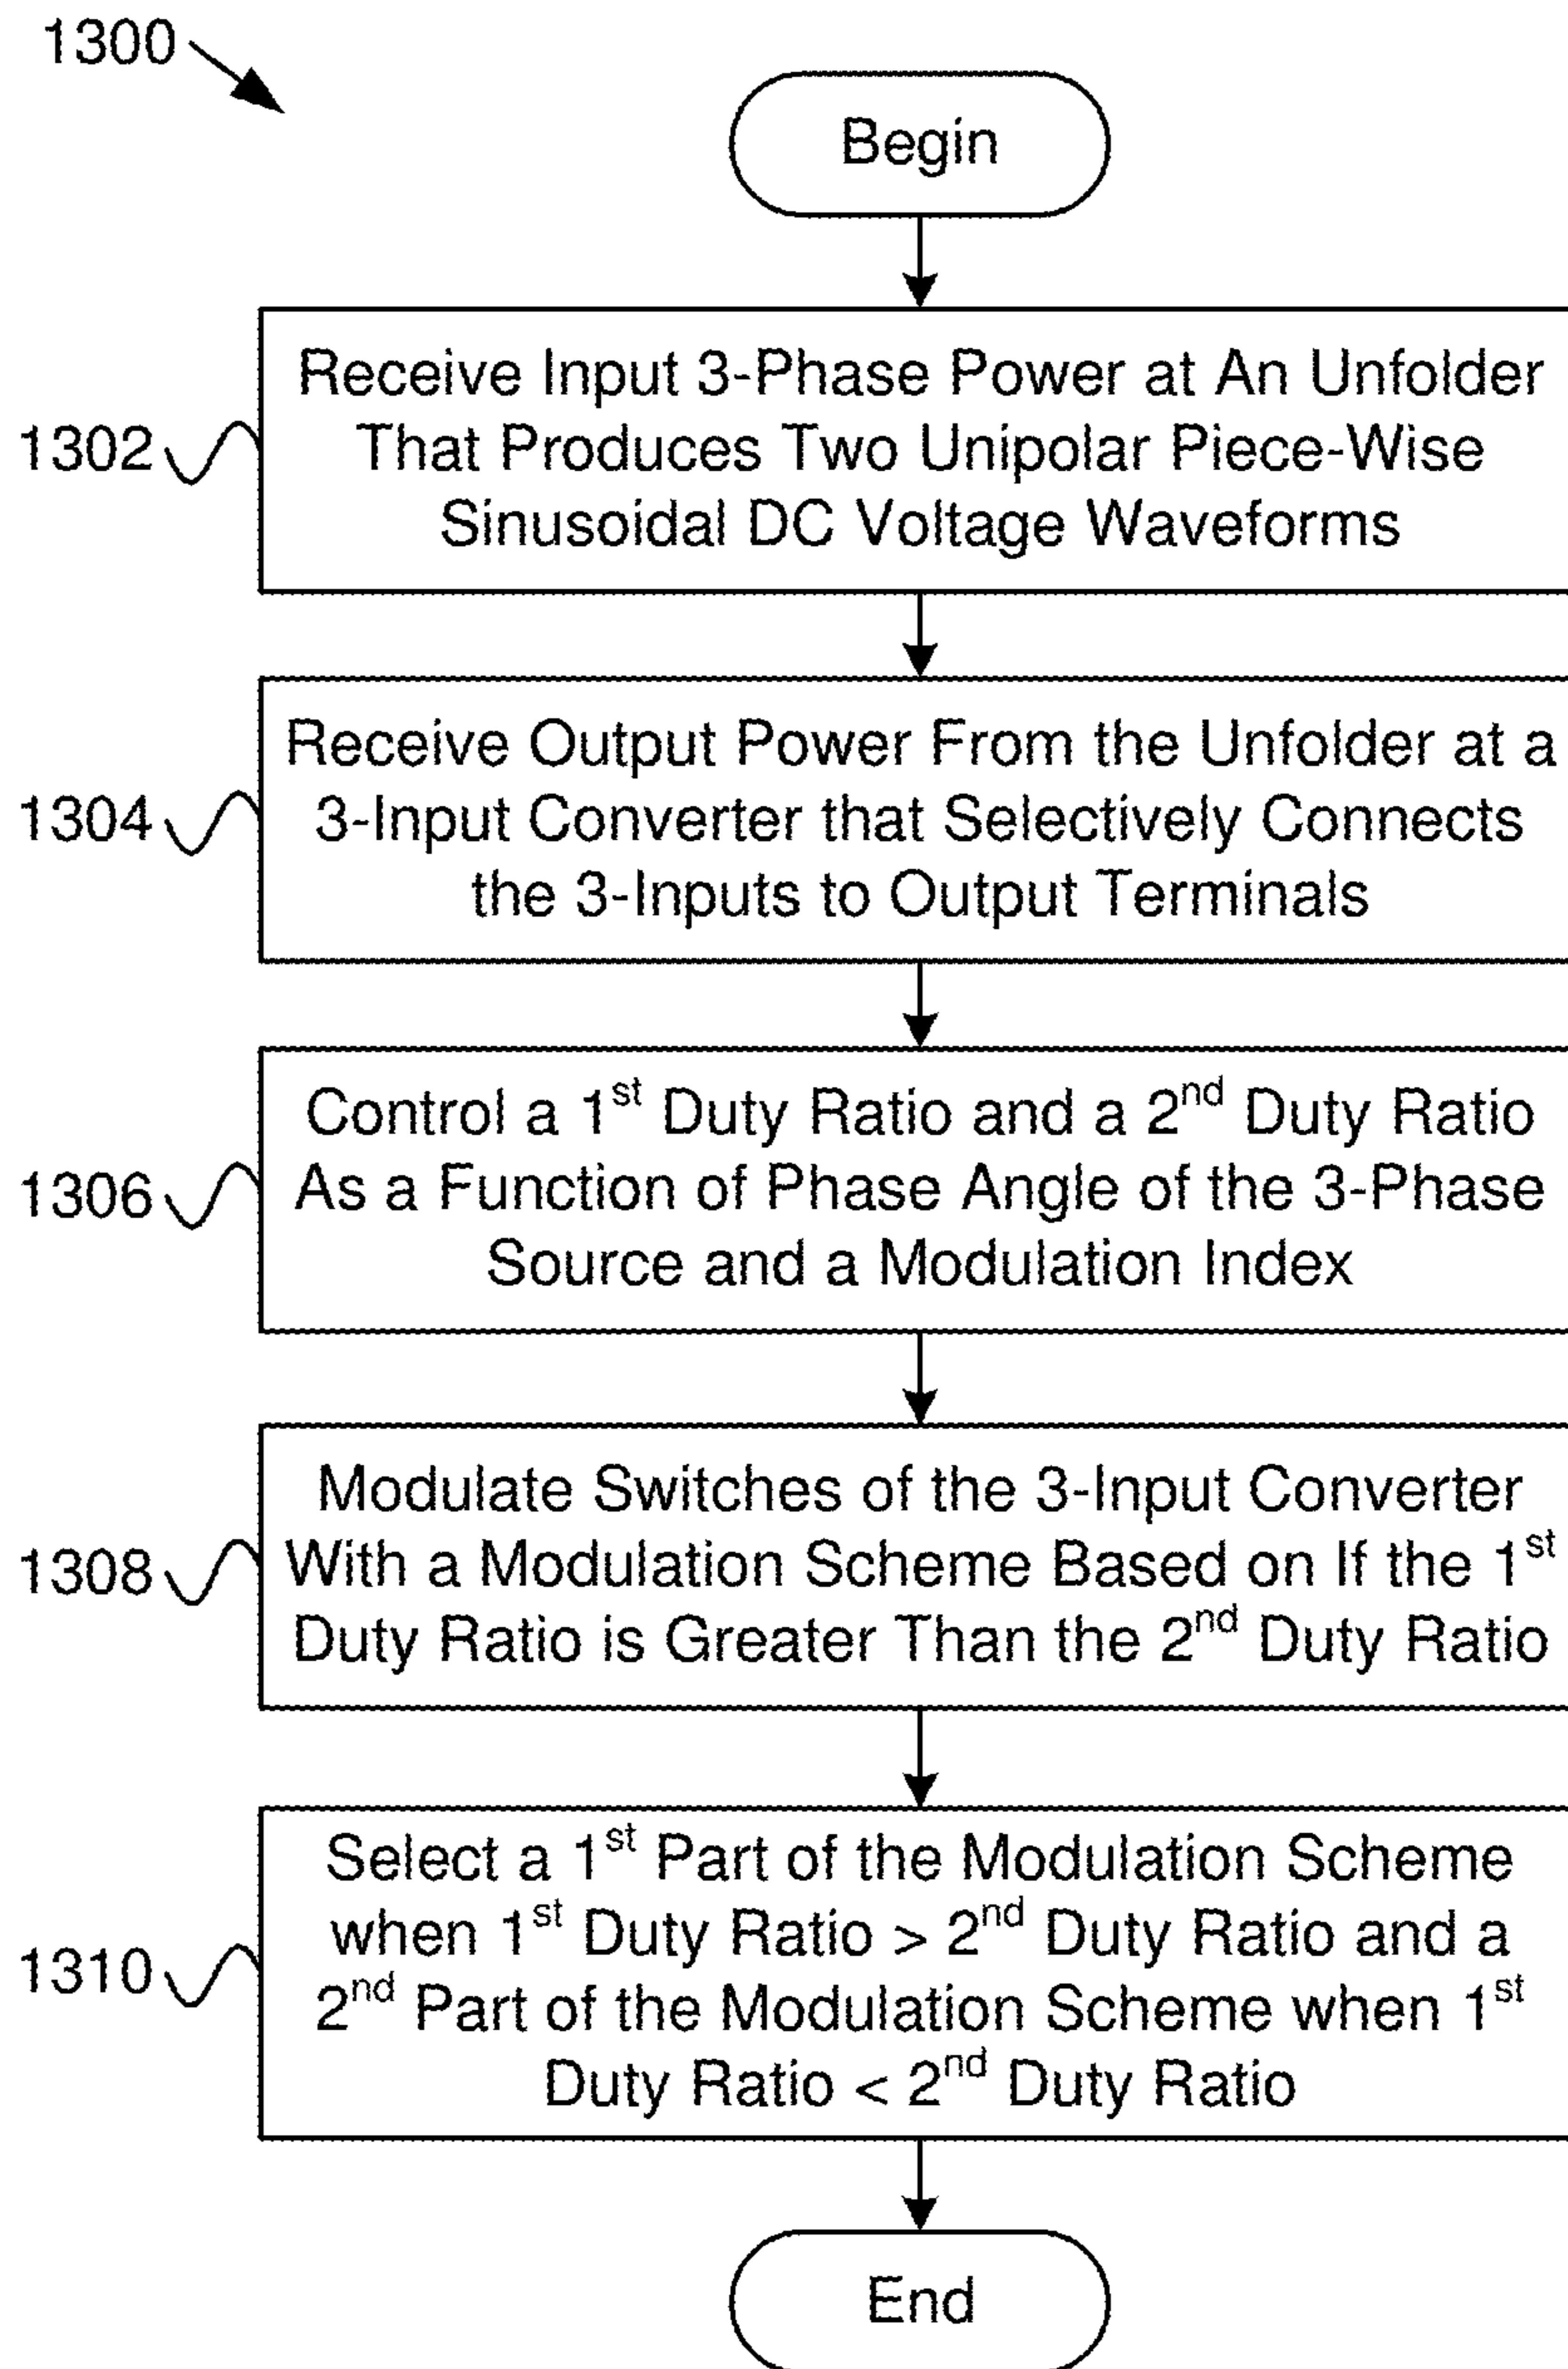 1300
Begin
1302
Receive Input 3-Phase Power at An Unfolder
That Produces Two Unipolar Piece-Wise
Sinusoidal DC Voltage Waveforms
1304
Receive Output Power From the Unfolder at a
3-Input Converter that Selectively Connects
the 3-Inputs to Output Terminals
1306
Control a 1st Duty Ratio and a 2nd Duty Ratio
As a Function of Phase Angle of the 3-Phase
Source and a Modulation Index
1308
Modulate Switches of the 3-Input Converter
With a Modulation Scheme Based on If the 1st
Duty Ratio is Greater Than the 2nd Duty Ratio
1310
Select a 1st Part of the Modulation Scheme
when 1st Duty Ratio > 2nd Duty Ratio and a
2nd Part of the Modulation Scheme when 1st
Duty Ratio < 2nd Duty Ratio
End